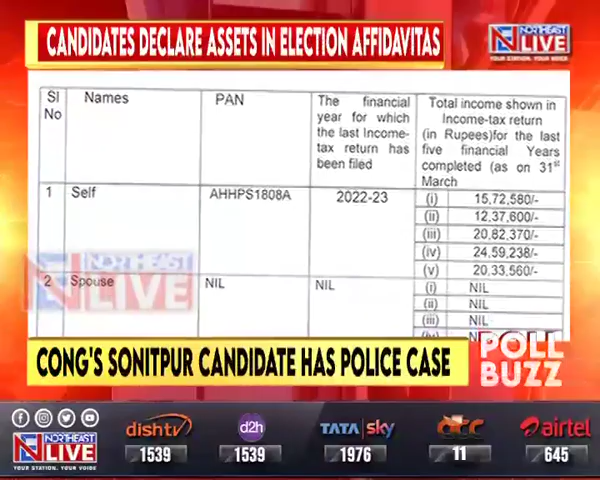 CANDIDATES DECLARE ASSETS IN ELECTION AFFIDAVITAS
NORTHEAST
LIVE
YOUR STATION, YOUR VOICE
Sl No
Names
PAN
The financial
year for which
the last Income-
tax return has
been filed
Total income shown in
Income-tax return
(in Rupees)for the last
five financial Years
completed (as on 31st
March
1 Self AHHPS1808A 2022-23 (i) 15,72,580/-
(ii) 12,37,600/-
(iii) 20,82,370/-
(iv) 24,59,238/-
(v) 20,33,560/-
NORTHEAST
LIVE
2 Spouse NIL NIL (i) NIL
(ii) NIL
(iii) NIL
CONG'S SONITPUR CANDIDATE HAS POLICE CASE
POLL
BUZZ
NORTHEAST
LIVE
YOUR STATION, YOUR VOICE
dishtv
1539
d2h
1539
TATA sky
1976
11
airtel
645